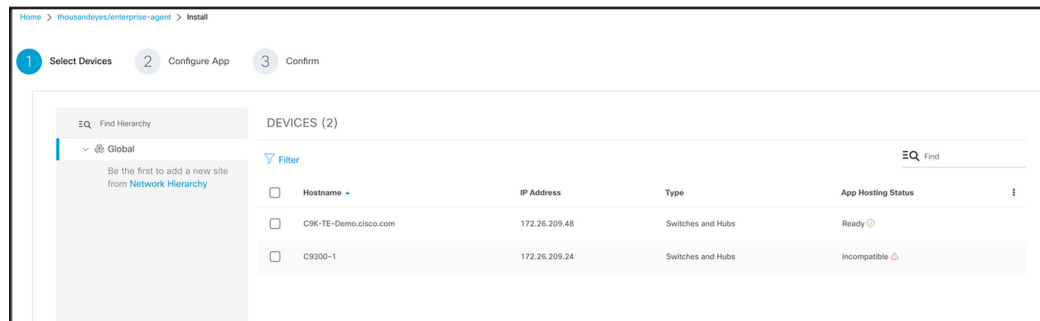 Home > thousandeyes/enterprise-agent > Install
1 Select Devices 2 Configure App 3 Confirm
Find Hierarchy
Global
Be the first to add a new site
from Network Hierarchy
DEVICES (2)
Filter
Find
Hostname IP Address Type App Hosting Status
C9K-TE-Demo.cisco.com 172.26.209.48 Switches and Hubs Ready
C9300-1 172.26.209.24 Switches and Hubs Incompatible